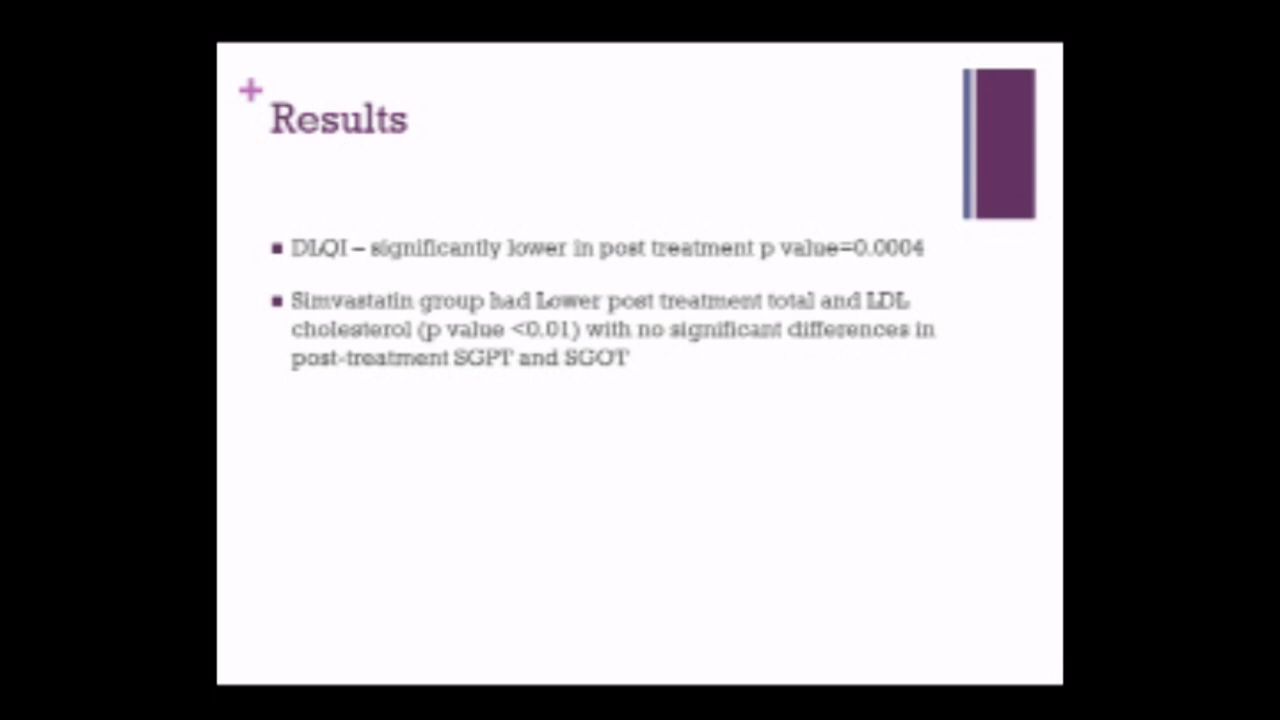 +
Results
▪ DLQI – significantly lower in post treatment p value=0.0004
▪ Simvastatin group had Lower post treatment total and LDL
cholesterol (p value <0.01) with no significant differences in
post-treatment SGPT and SGOT